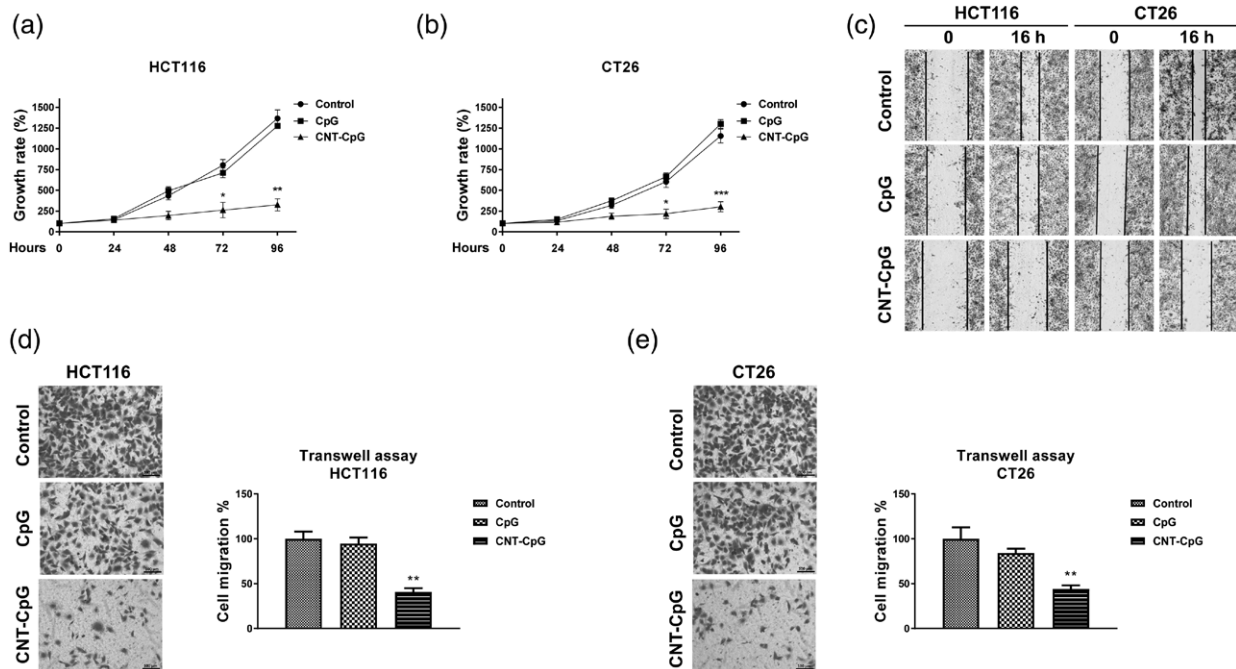 (a)
HCT116
Growth rate (%)
1500
1250
1000
750
500
250
0
Hours
0 24 48 72 96
* **
Control
CpG
CNT-CpG
(b)
CT26
Growth rate (%)
1500
1250
1000
750
500
250
0
Hours
0 24 48 72 96
* ***
Control
CpG
CNT-CpG
(c)
HCT116 CT26
0 16 h 0 16 h
Control
CpG
CNT-CpG
(d)
HCT116
Control
CpG
CNT-CpG
Transwell assay
HCT116
Cell migration %
150
100
50
0
**
Control
CpG
CNT-CpG
(e)
CT26
Control
CpG
CNT-CpG
Transwell assay
CT26
Cell migration %
150
100
50
0
**
Control
CpG
CNT-CpG